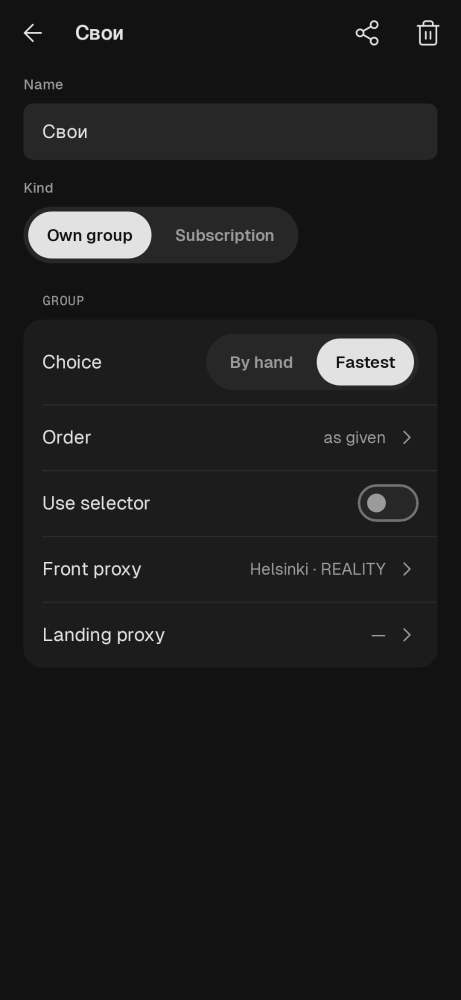 Свои
Name
Свои
Kind
Own group Subscription
GROUP
Choice By hand Fastest
Order as given
Use selector
Front proxy Helsinki · REALITY
Landing proxy —